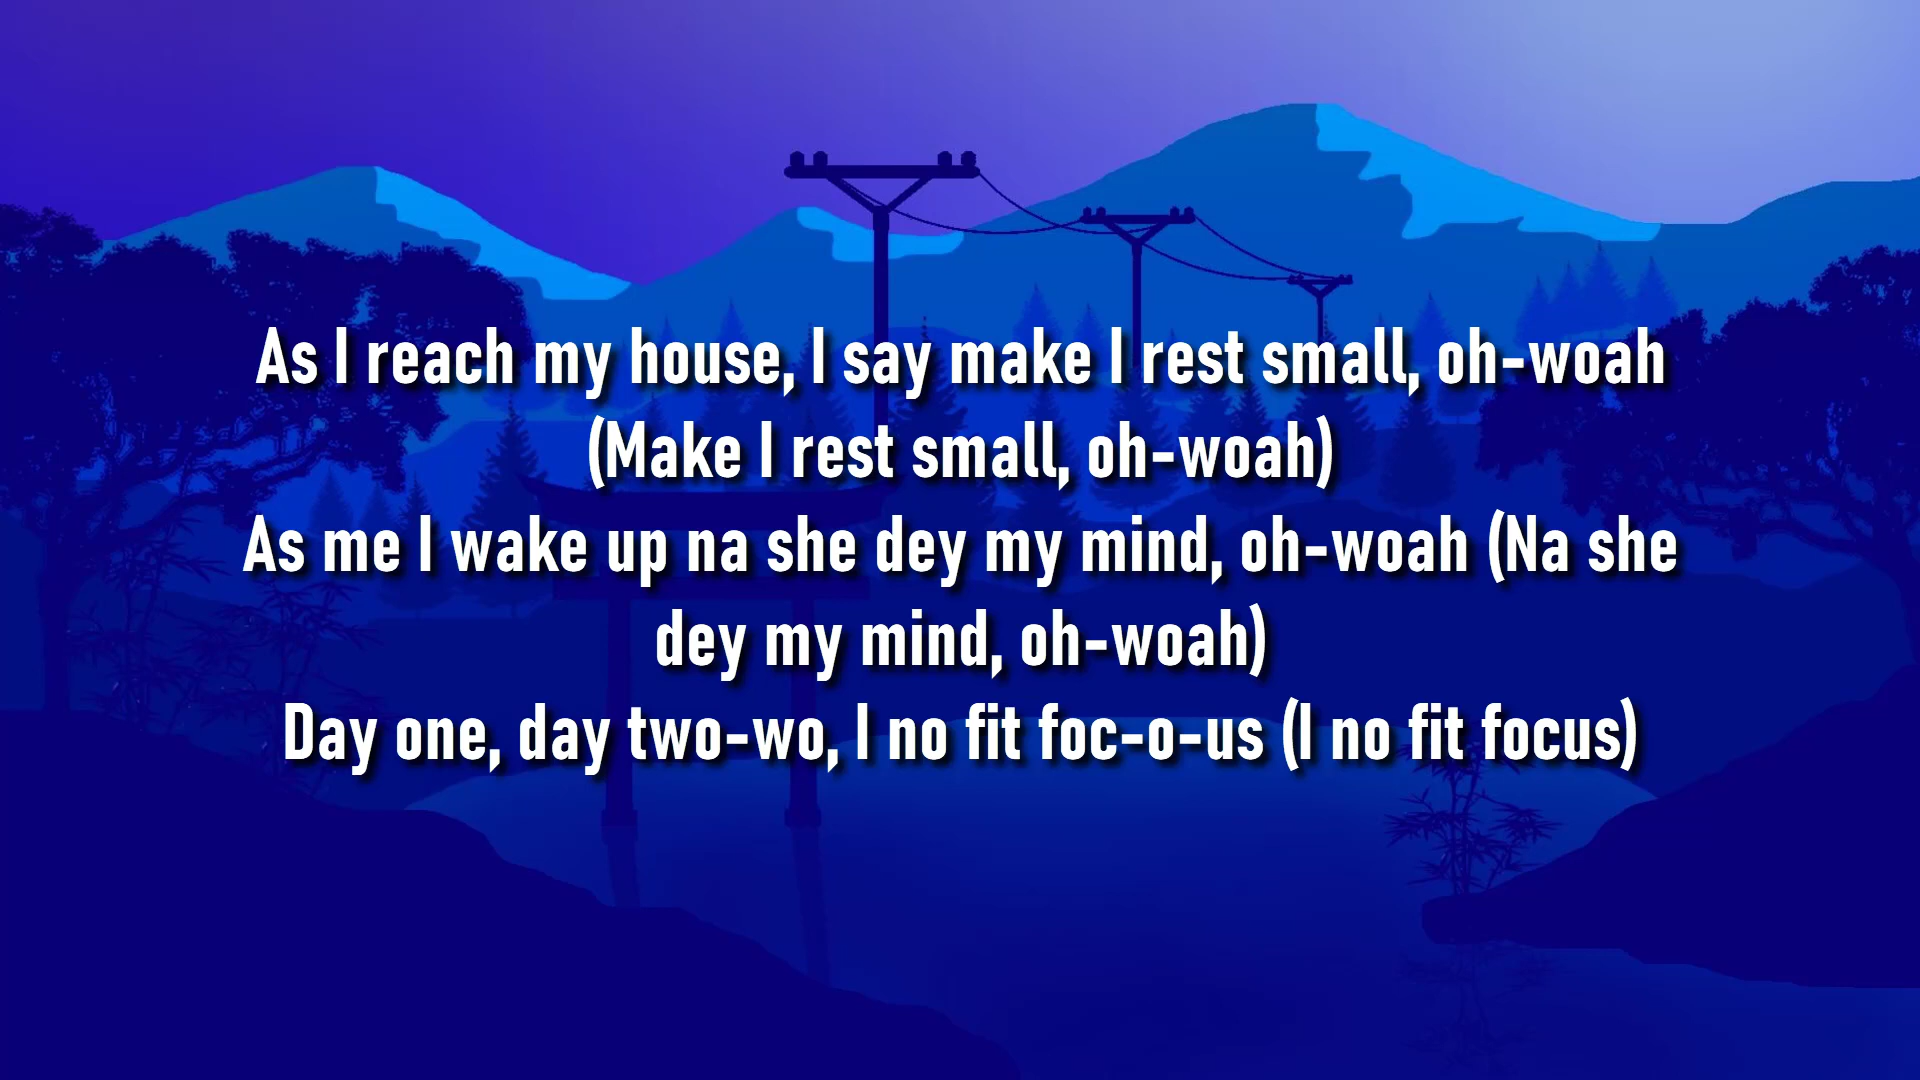 As I reach my house, I say make I rest small, oh-woah
(Make I rest small, oh-woah)
As me I wake up na she dey my mind, oh-woah (Na she
dey my mind, oh-woah)
Day one, day two-wo, I no fit foc-o-us (I no fit focus)